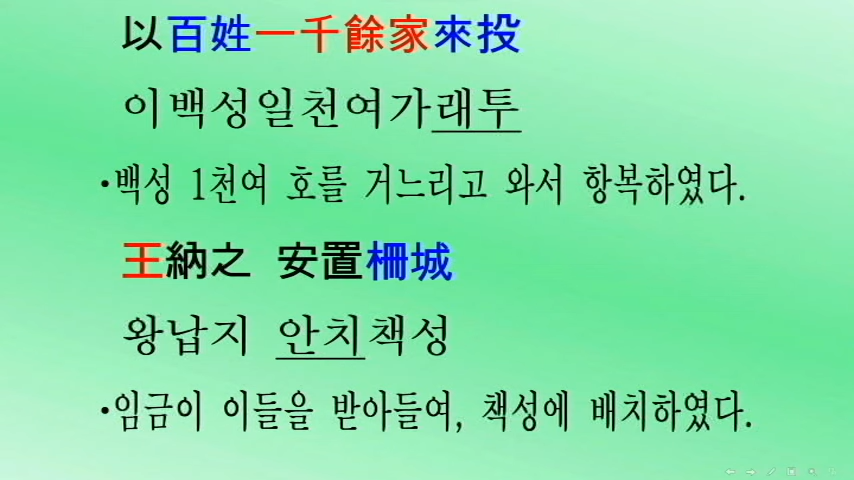 以百姓一千餘家來投
이백성일천여가래투
•백성 1천여 호를 거느리고 와서 항복하였다.
王納之 安置柵城
왕납지 안치책성
•임금이 이들을 받아들여, 책성에 배치하였다.